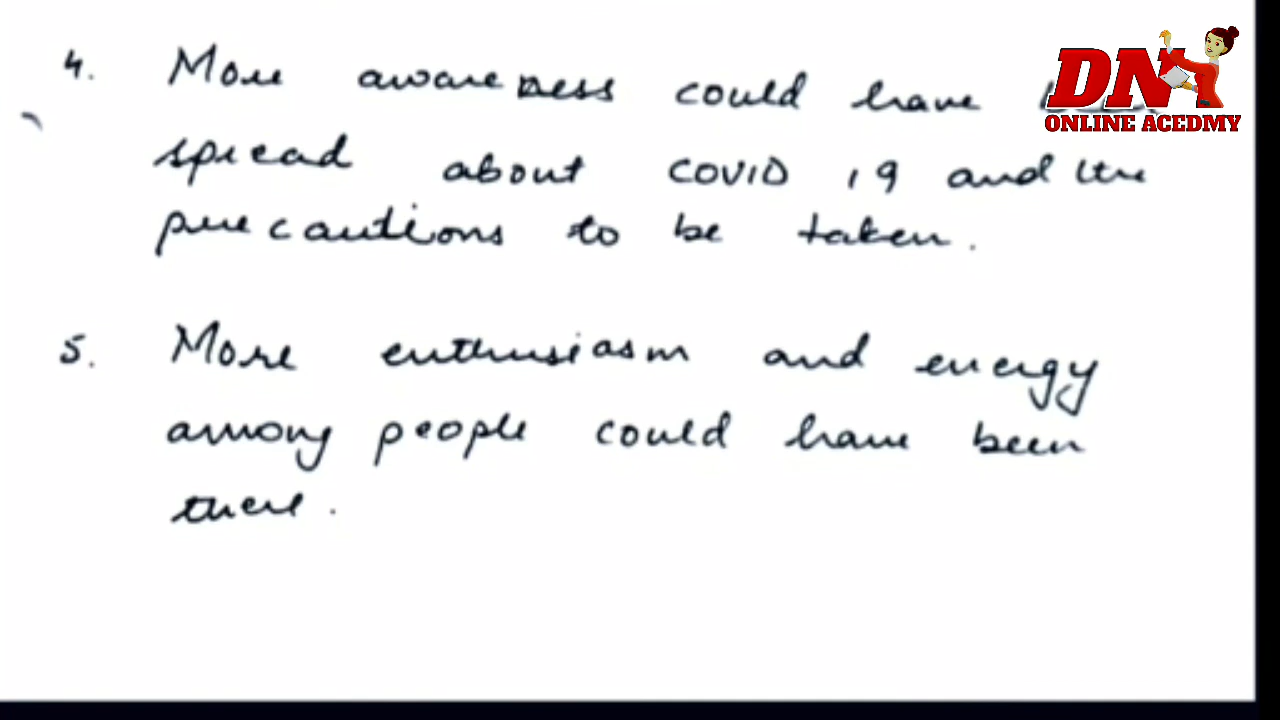 4. More awareness could have
spread about COVID 19 and the
precautions to be taken.
5. More enthusiasm and energy
among people could have been
there.
DN
ONLINE ACEDMY